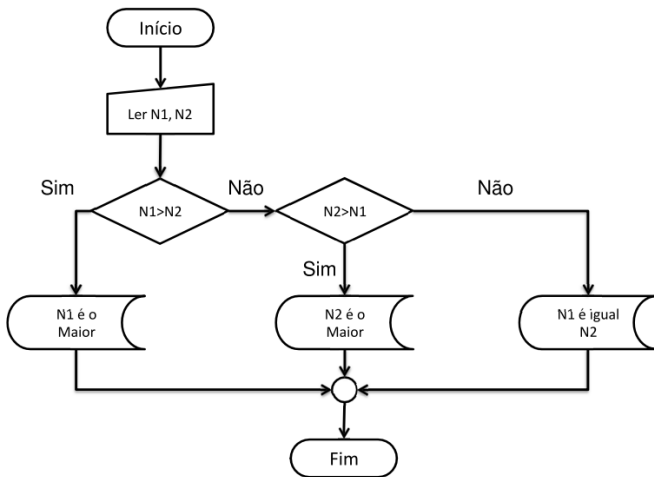 Início
Ler N1, N2
Sim
N1>N2
Não
N2>N1
Não
Sim
N1 é o
Maior
N2 é o
Maior
N1 é igual
N2
Fim